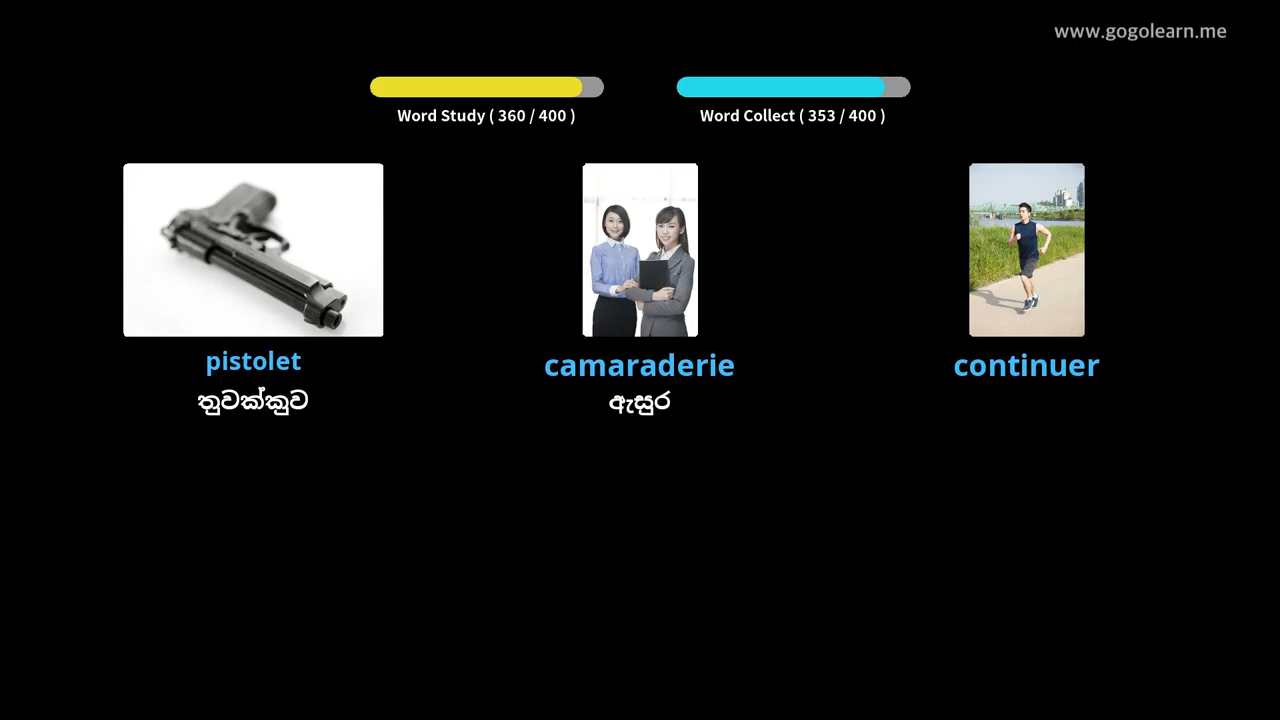 www.gogolearn.me
Word Study ( 360 / 400 )
Word Collect ( 353 / 400 )
pistolet
තුවක්කුව
camaraderie
ඇසුර
continuer